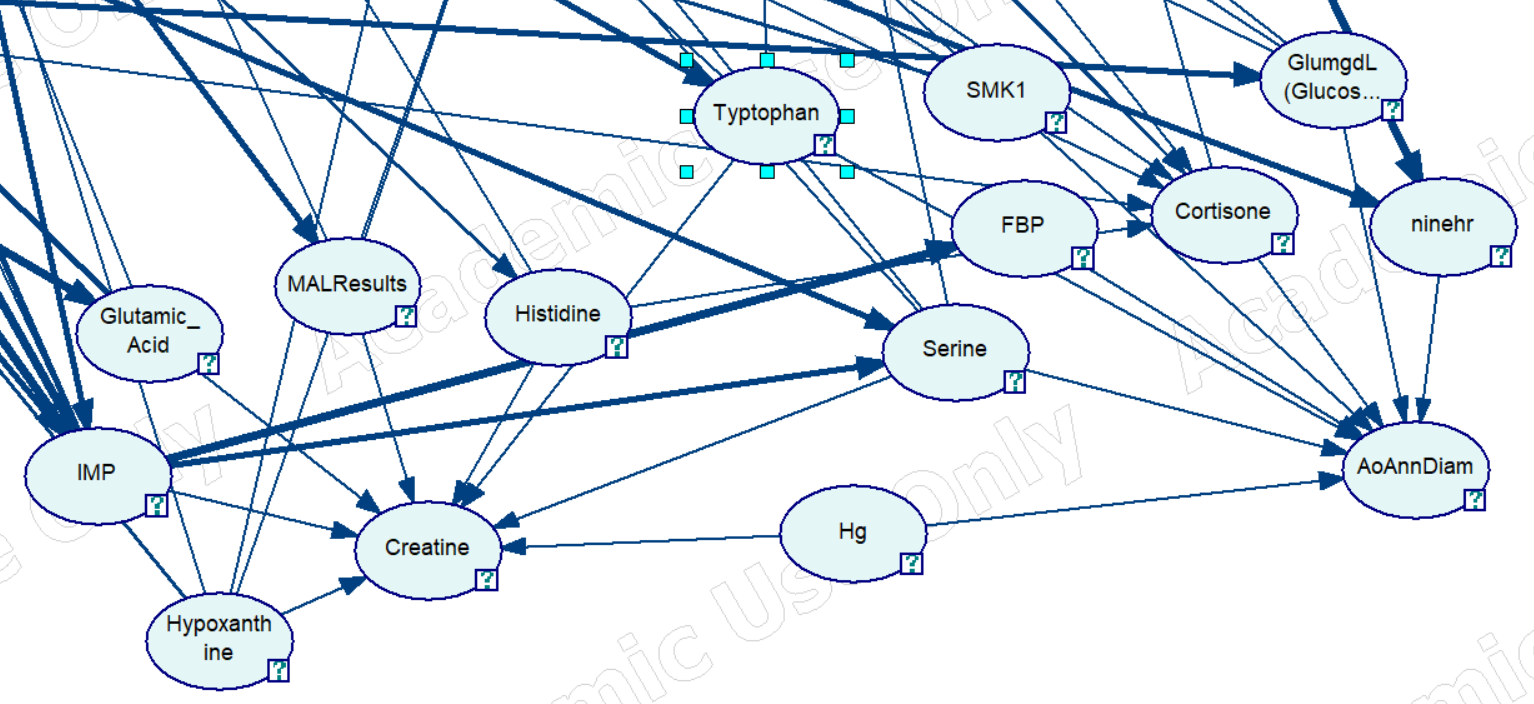 GlumgdL
(Glucos...
?
SMK1
?
Typtophan
?
Cortisone
?
FBP
?
ninehr
?
MALResults
?
Histidine
?
Glutamic_
Acid
?
Serine
?
IMP
?
AoAnnDiam
?
Creatine
?
Hg
?
Hypoxanth
ine
?
Academic Use Only
Academic
Academic Use Only